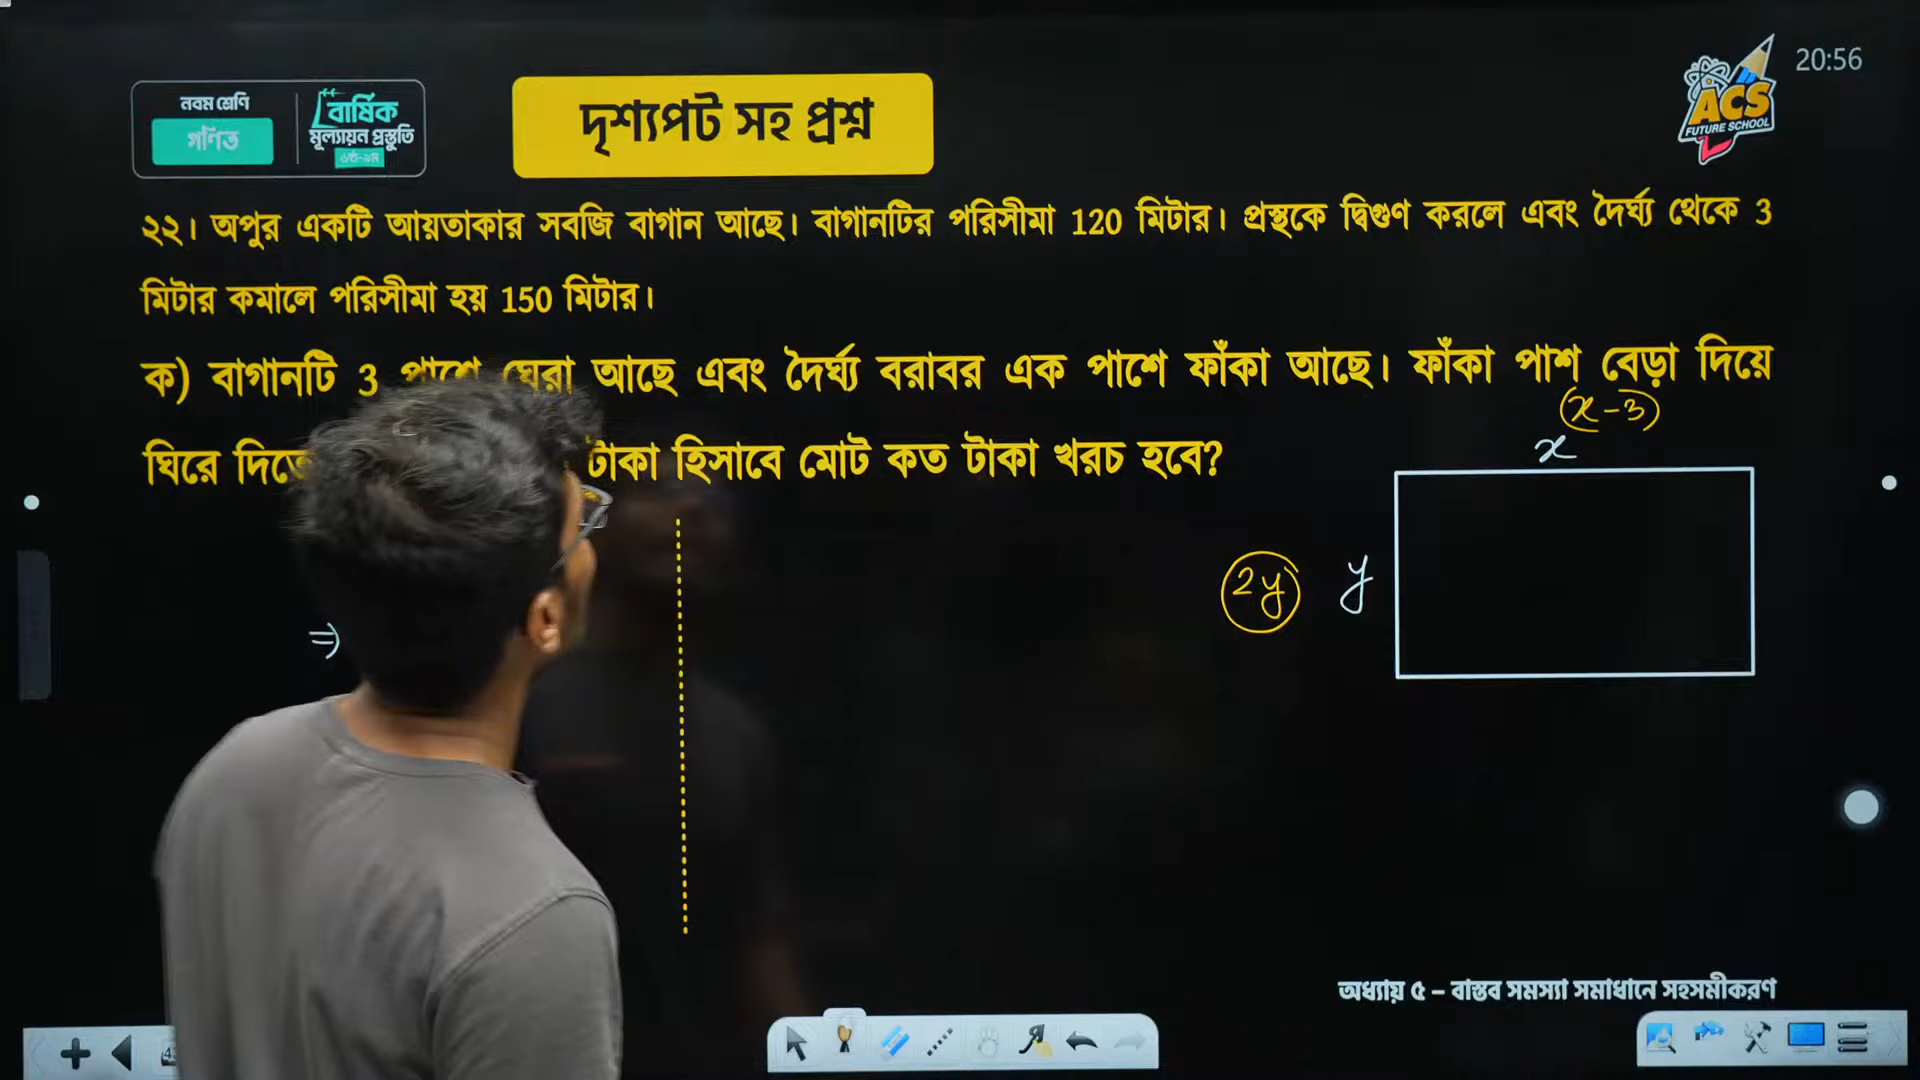 নবম শ্রেণি
গণিত
বার্ষিক
মূল্যায়ন প্রস্তুতি
৬ষ্ঠ-৯ম
দৃশ্যপট সহ প্রশ্ন
ACS
FUTURE SCHOOL
20:56
২২। অপুর একটি আয়তাকার সবজি বাগান আছে। বাগানটির পরিসীমা 120 মিটার। প্রস্থকে দ্বিগুণ করলে এবং দৈর্ঘ্য থেকে 3
মিটার কমালে পরিসীমা হয় 150 মিটার।
ক) বাগানটি 3 পাশে ঘেরা আছে এবং দৈর্ঘ্য বরাবর এক পাশে ফাঁকা আছে। ফাঁকা পাশ বেড়া দিয়ে
(x-3)
ঘিরে দিতে টাকা হিসাবে মোট কত টাকা খরচ হবে?
x
2y y
⇒
অধ্যায় ৫ – বাস্তব সমস্যা সমাধানে সহসমীকরণ